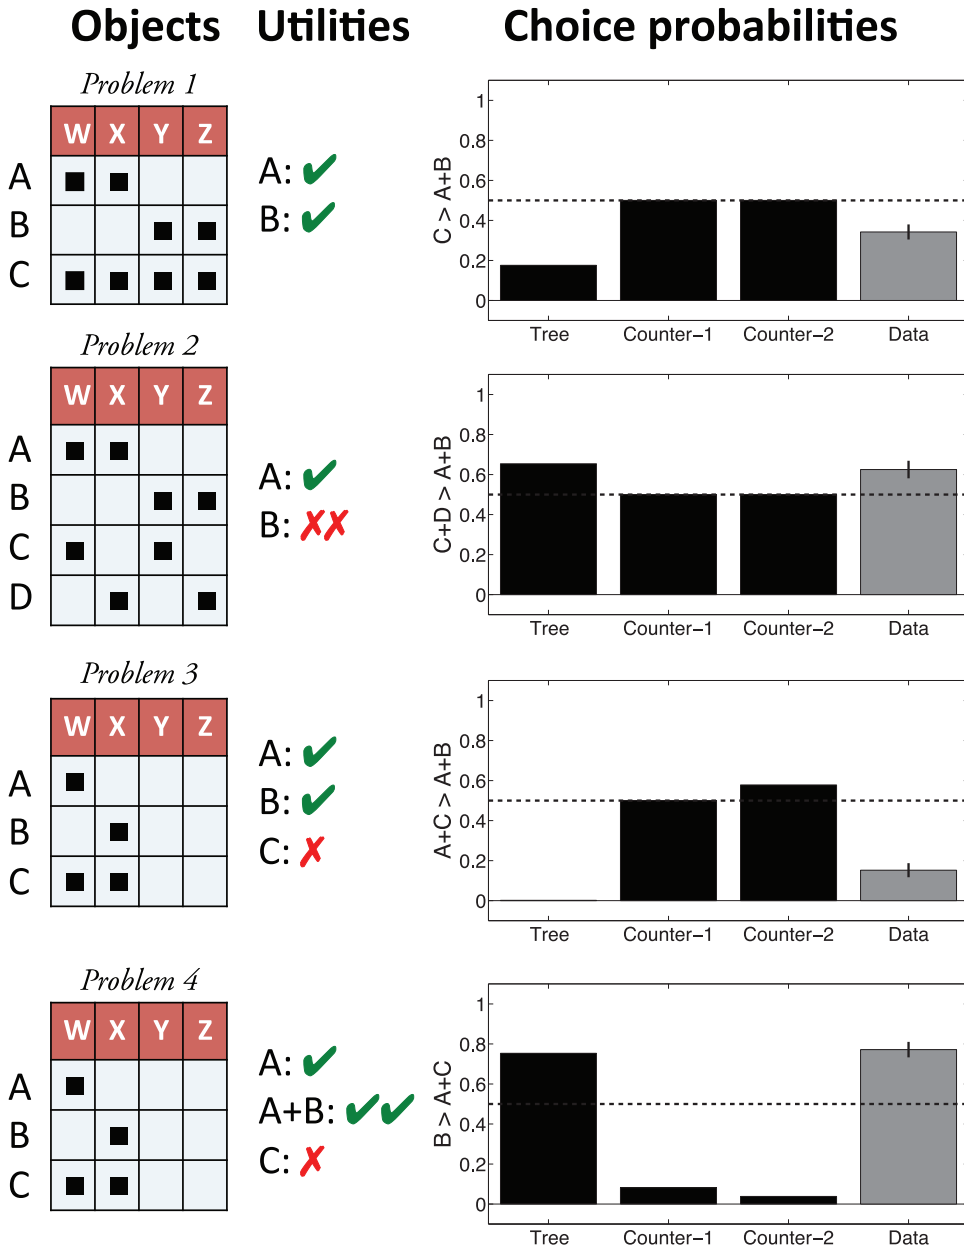 Objects Utilities Choice probabilities
Problem 1
W X Y Z
A
B
C
A: ✔
B: ✔
C > A+B
1
0.8
0.6
0.4
0.2
0
Tree Counter−1 Counter−2 Data
Problem 2
W X Y Z
A
B
C
D
A: ✔
B: ✘✘
C+D > A+B
1
0.8
0.6
0.4
0.2
0
Tree Counter−1 Counter−2 Data
Problem 3
W X Y Z
A
B
C
A: ✔
B: ✔
C: ✘
A+C > A+B
1
0.8
0.6
0.4
0.2
0
Tree Counter−1 Counter−2 Data
Problem 4
W X Y Z
A
B
C
A: ✔
A+B: ✔✔
C: ✘
B > A+C
1
0.8
0.6
0.4
0.2
0
Tree Counter−1 Counter−2 Data